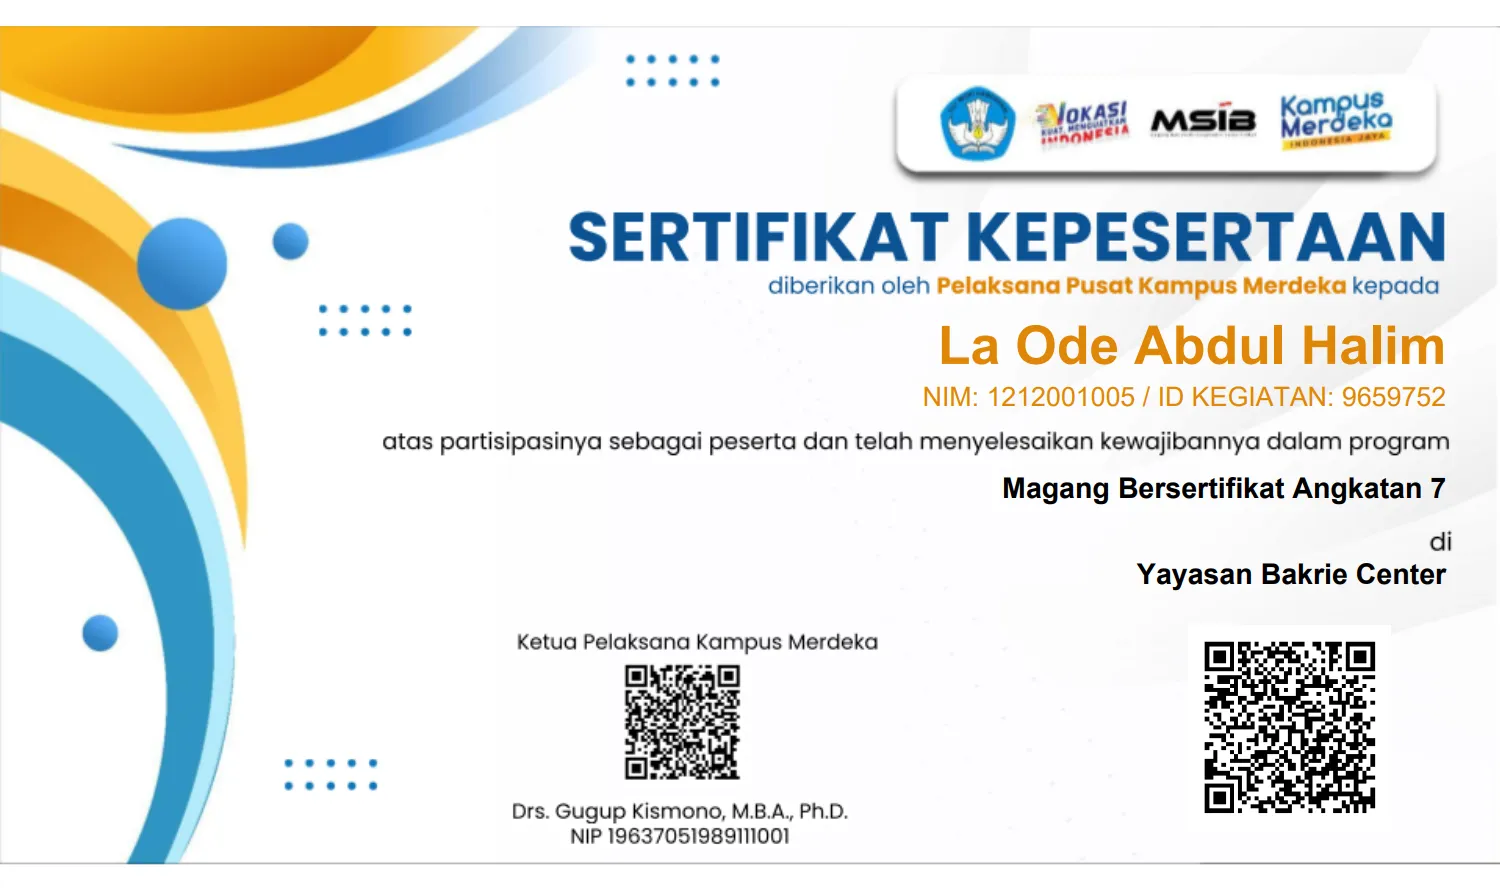 VOKASI
KUAT, MENGUATKAN
INDONESIA
MSIB
Kampus
Merdeka
INDONESIA JAYA
SERTIFIKAT KEPESERTAAN
diberikan oleh Pelaksana Pusat Kampus Merdeka kepada
La Ode Abdul Halim
NIM: 1212001005 / ID KEGIATAN: 9659752
atas partisipasinya sebagai peserta dan telah menyelesaikan kewajibannya dalam program
Magang Bersertifikat Angkatan 7
di
Yayasan Bakrie Center
Ketua Pelaksana Kampus Merdeka
Drs. Gugup Kismono, M.B.A., Ph.D.
NIP 19637051989111001